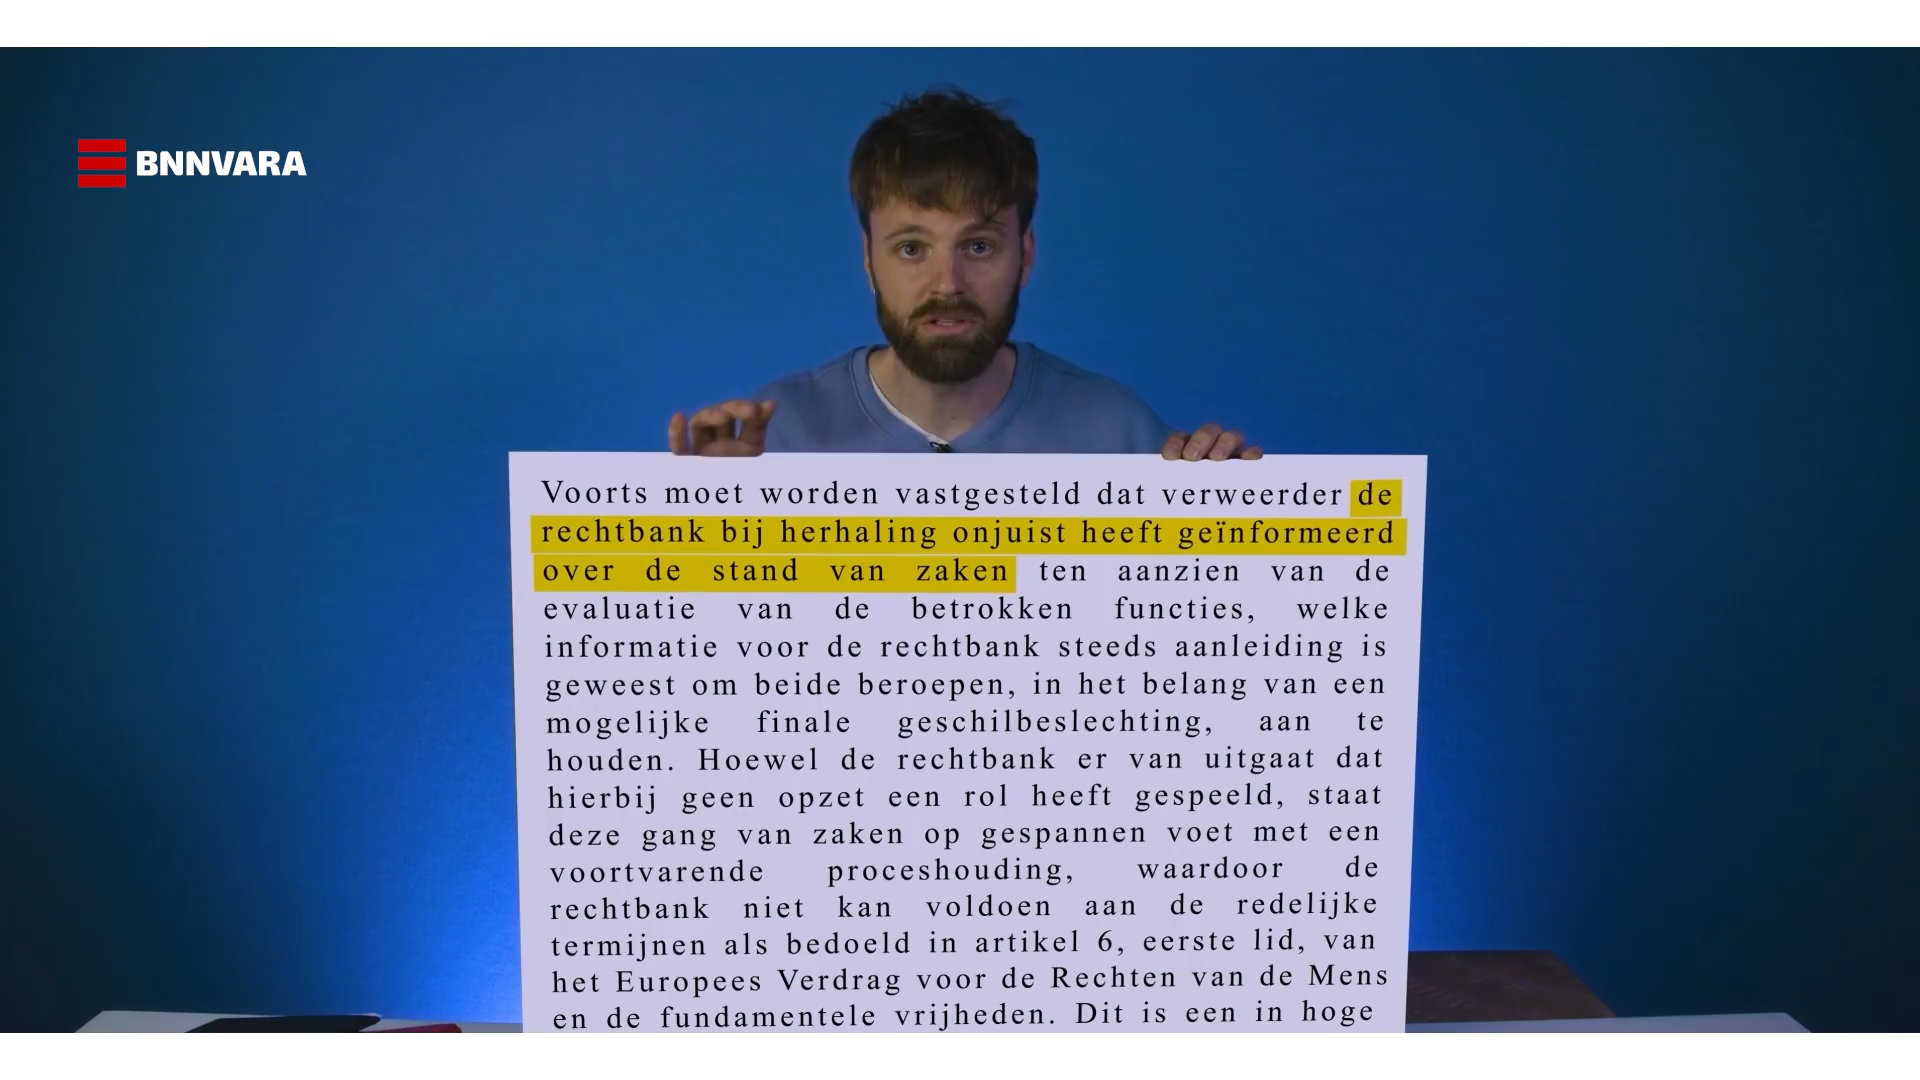 BNNVARA
Voorts moet worden vastgesteld dat verweerder de
rechtbank bij herhaling onjuist heeft geïnformeerd
over de stand van zaken ten aanzien van de
evaluatie van de betrokken functies, welke
informatie voor de rechtbank steeds aanleiding is
geweest om beide beroepen, in het belang van een
mogelijke finale geschilbeslechting, aan te
houden. Hoewel de rechtbank er van uitgaat dat
hierbij geen opzet een rol heeft gespeeld, staat
deze gang van zaken op gespannen voet met een
voortvarende proceshouding, waardoor de
rechtbank niet kan voldoen aan de redelijke
termijnen als bedoeld in artikel 6, eerste lid, van
het Europees Verdrag voor de Rechten van de Mens
en de fundamentele vrijheden. Dit is een in hoge